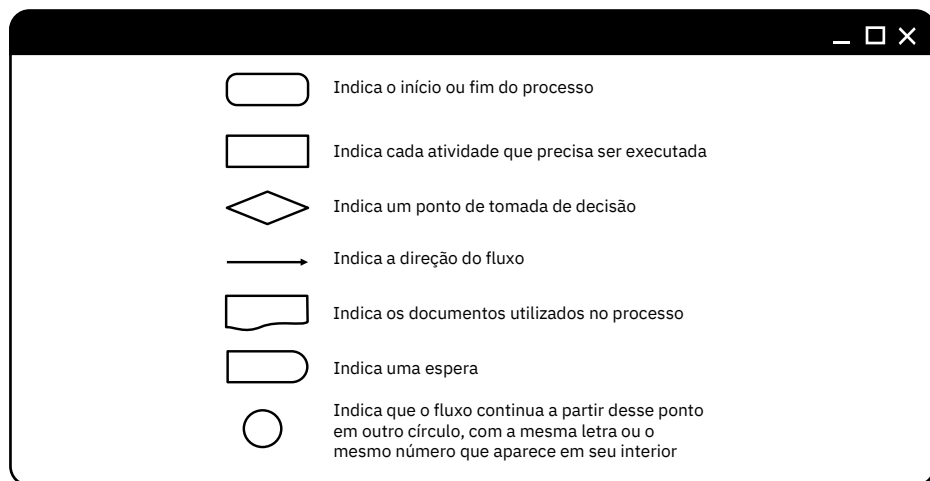 Indica o início ou fim do processo
Indica cada atividade que precisa ser executada
Indica um ponto de tomada de decisão
Indica a direção do fluxo
Indica os documentos utilizados no processo
Indica uma espera
Indica que o fluxo continua a partir desse ponto
em outro círculo, com a mesma letra ou o
mesmo número que aparece em seu interior